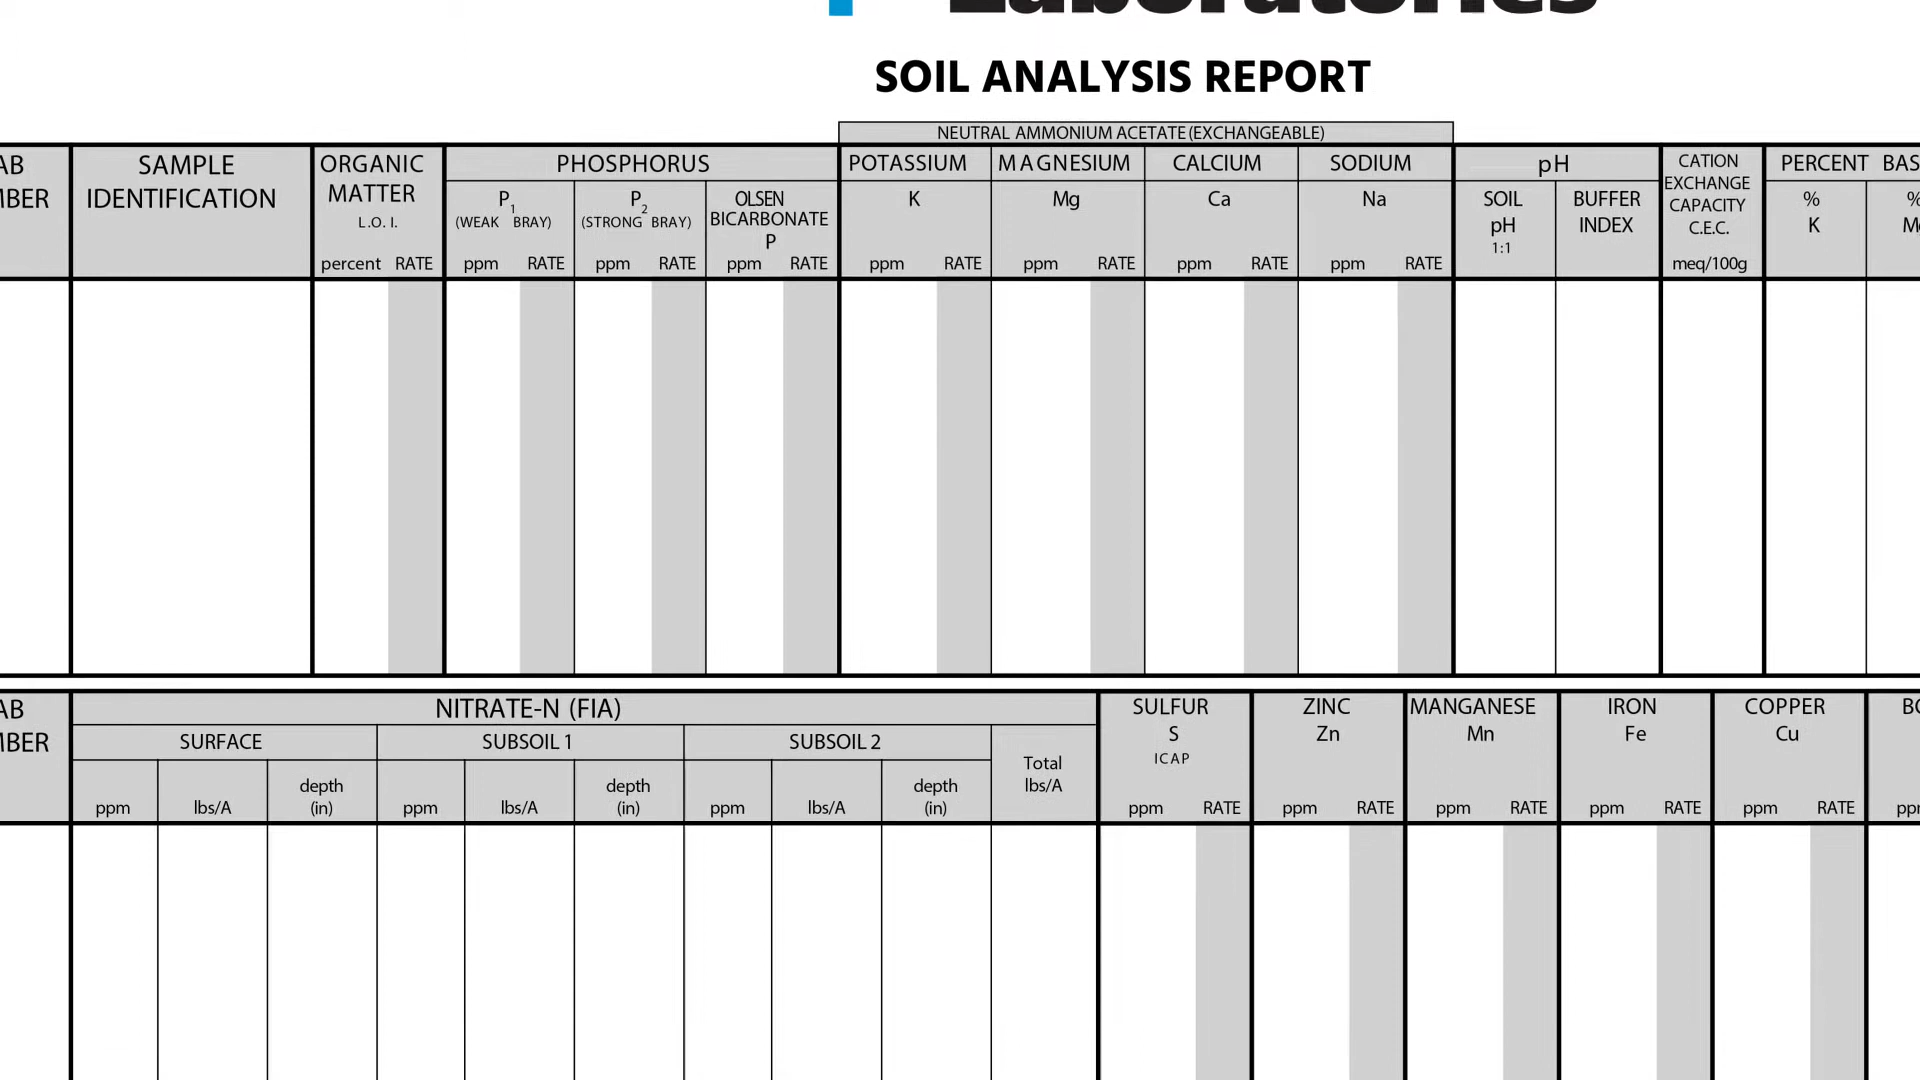 Laboratories
SOIL ANALYSIS REPORT
NEUTRAL AMMONIUM ACETATE (EXCHANGEABLE)
SAMPLE IDENTIFICATION
ORGANIC MATTER
L.O.I.
percent RATE
PHOSPHORUS
P1
(WEAK BRAY)
ppm RATE
P2
(STRONG BRAY)
ppm RATE
OLSEN
BICARBONATE
P
ppm RATE
POTASSIUM
K
ppm RATE
MAGNESIUM
Mg
ppm RATE
CALCIUM
Ca
ppm RATE
SODIUM
Na
ppm RATE
pH
SOIL
pH
1:1
BUFFER
INDEX
CATION
EXCHANGE
CAPACITY
C.E.C.
meq/100g
PERCENT
%
K
%
NITRATE-N (FIA)
SURFACE
ppm
lbs/A
depth
(in)
SUBSOIL 1
ppm
lbs/A
depth
(in)
SUBSOIL 2
ppm
lbs/A
depth
(in)
Total
lbs/A
SULFUR
S
ICAP
ppm RATE
ZINC
Zn
ppm RATE
MANGANESE
Mn
ppm RATE
IRON
Fe
ppm RATE
COPPER
Cu
ppm RATE